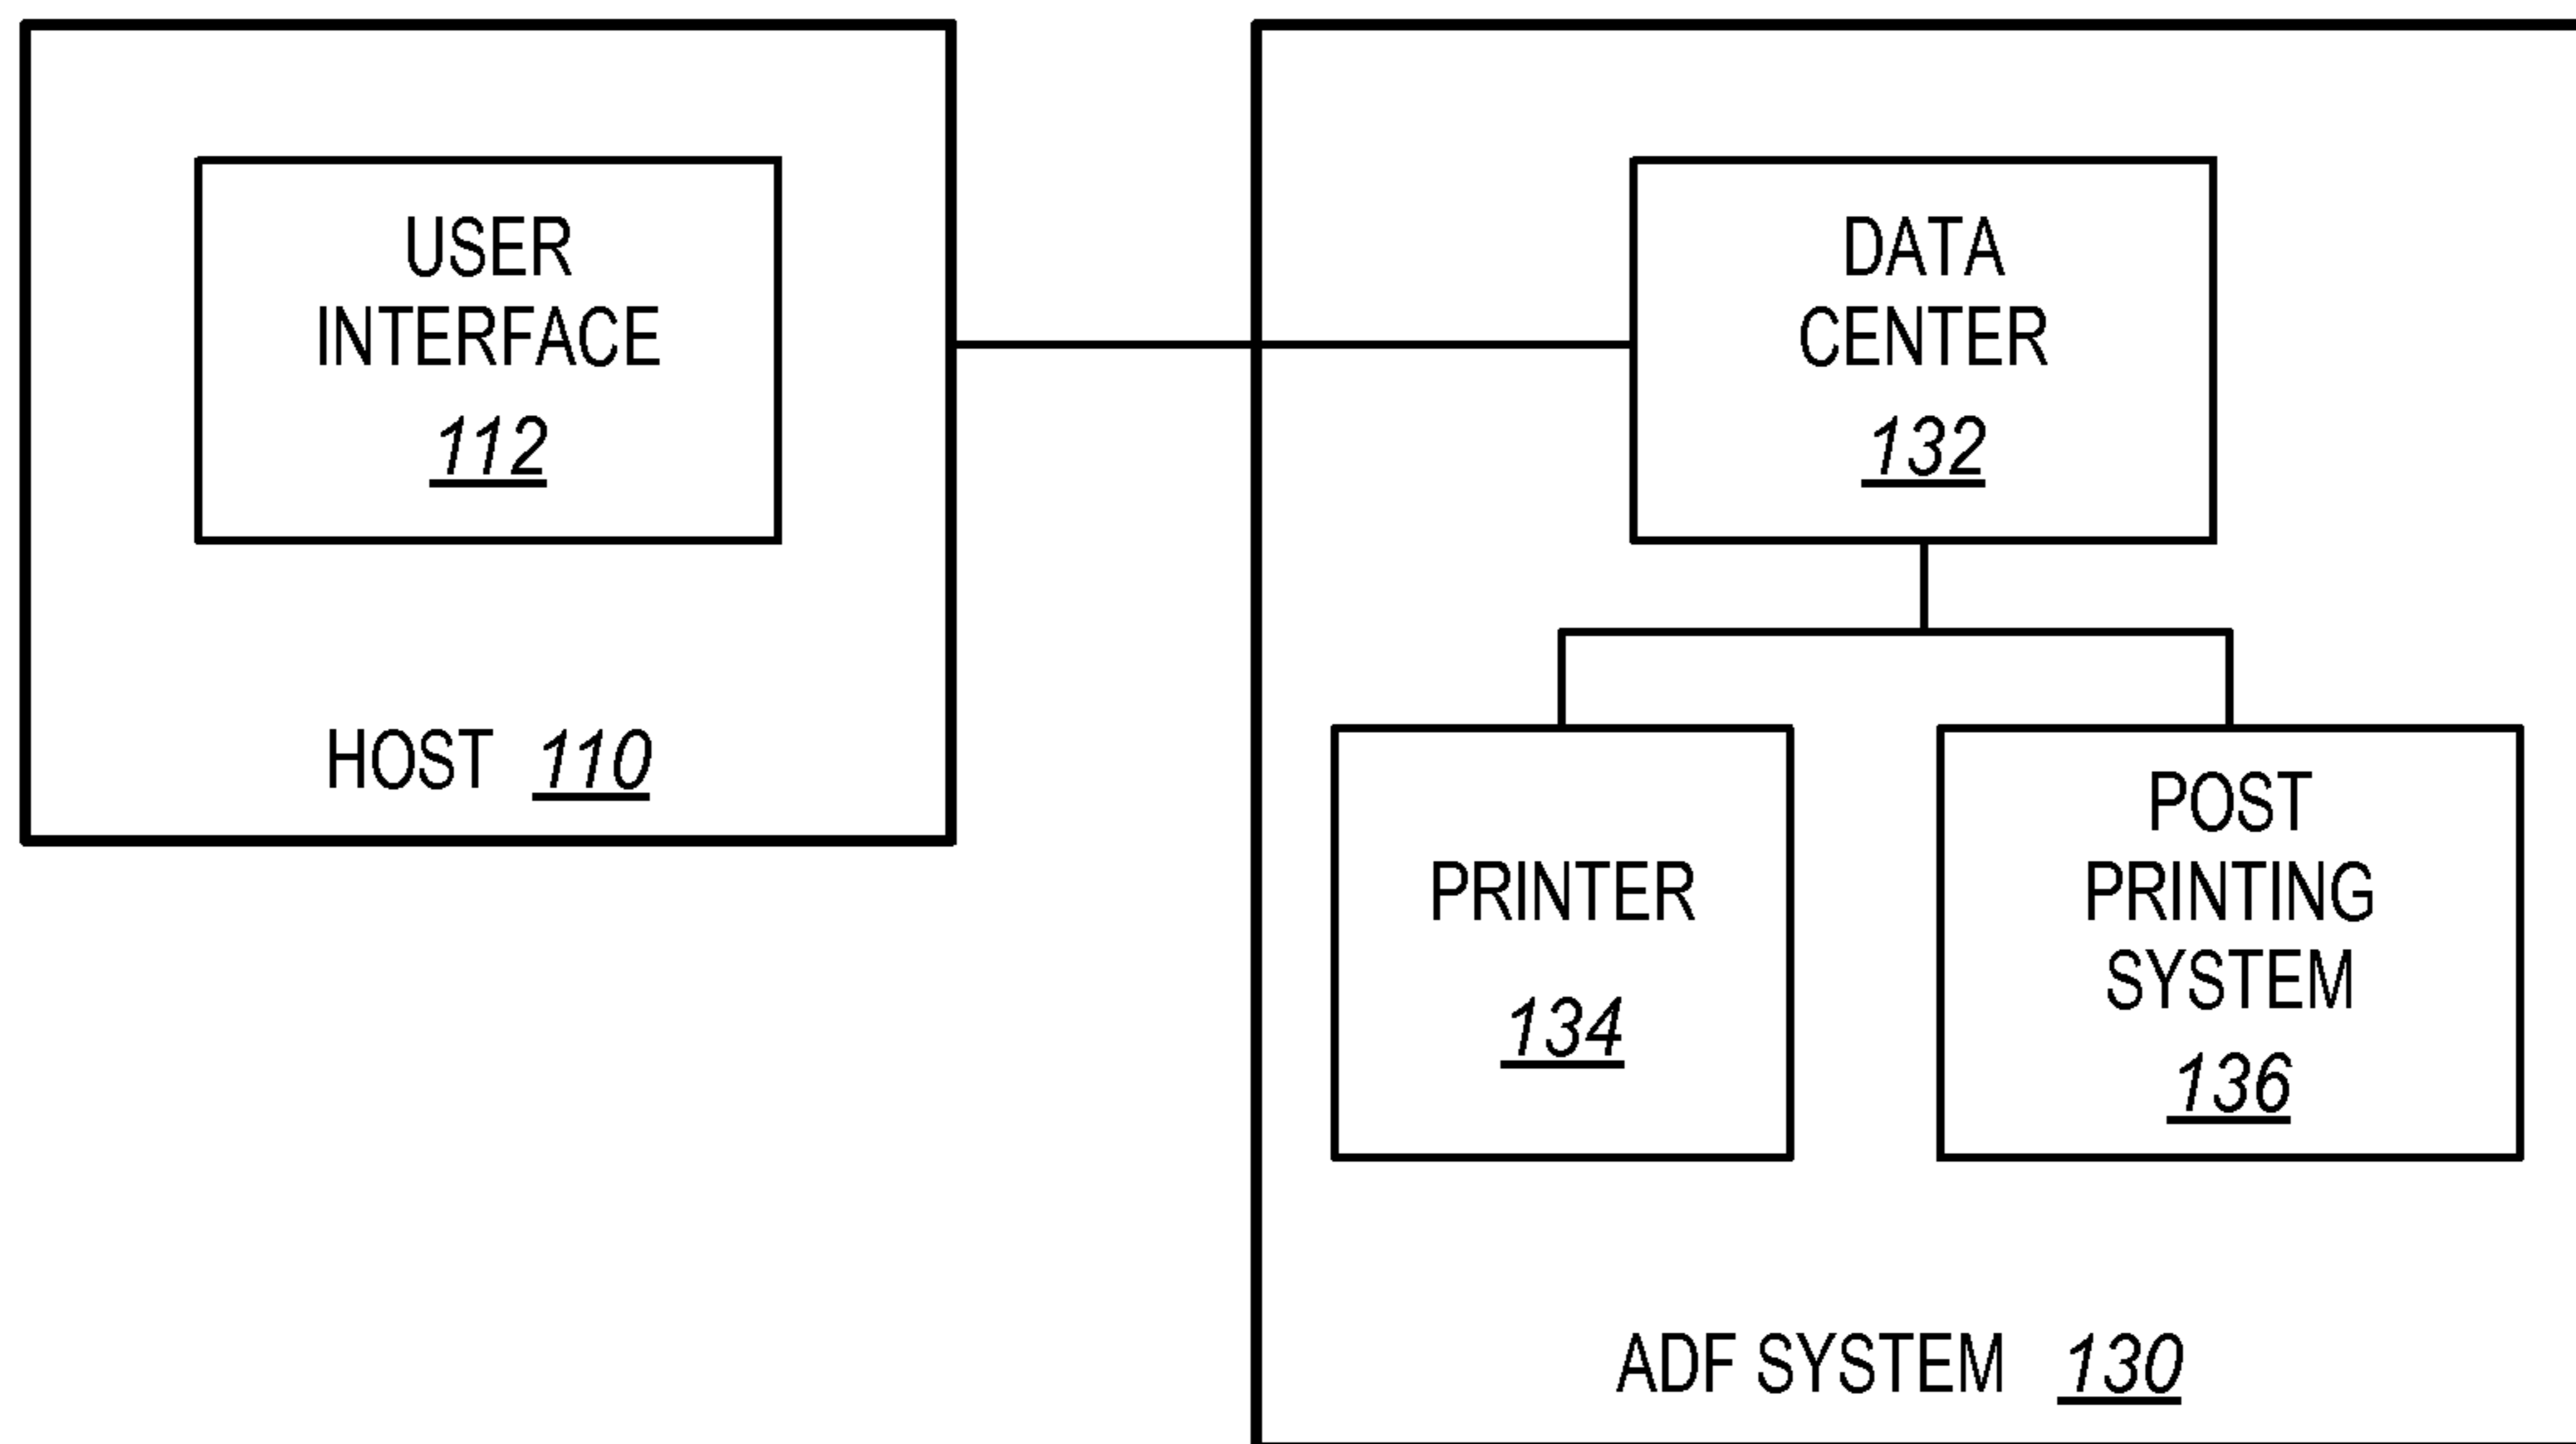 USER
INTERFACE
112
HOST 110
DATA
CENTER
132
PRINTER
134
POST
PRINTING
SYSTEM
136
ADF SYSTEM 130